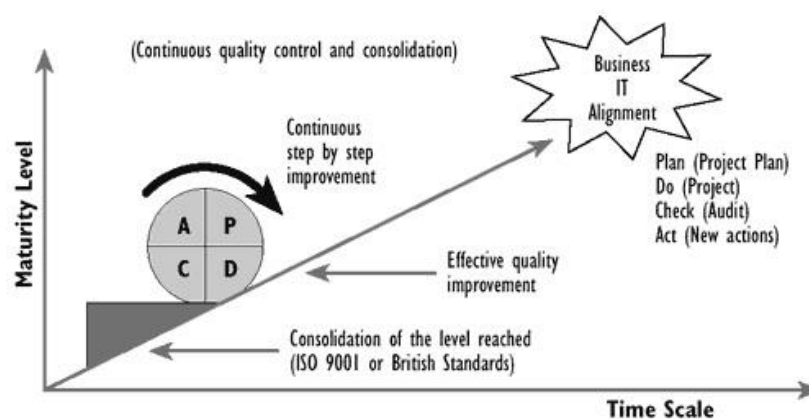 (Continuous quality control and consolidation)
Business
IT
Alignment
Continuous
step by step
improvement
Plan (Project Plan)
Do (Project)
Check (Audit)
Act (New actions)
Maturity Level
A P
C D
Effective quality
improvement
Consolidation of the level reached
(ISO 9001 or British Standards)
Time Scale